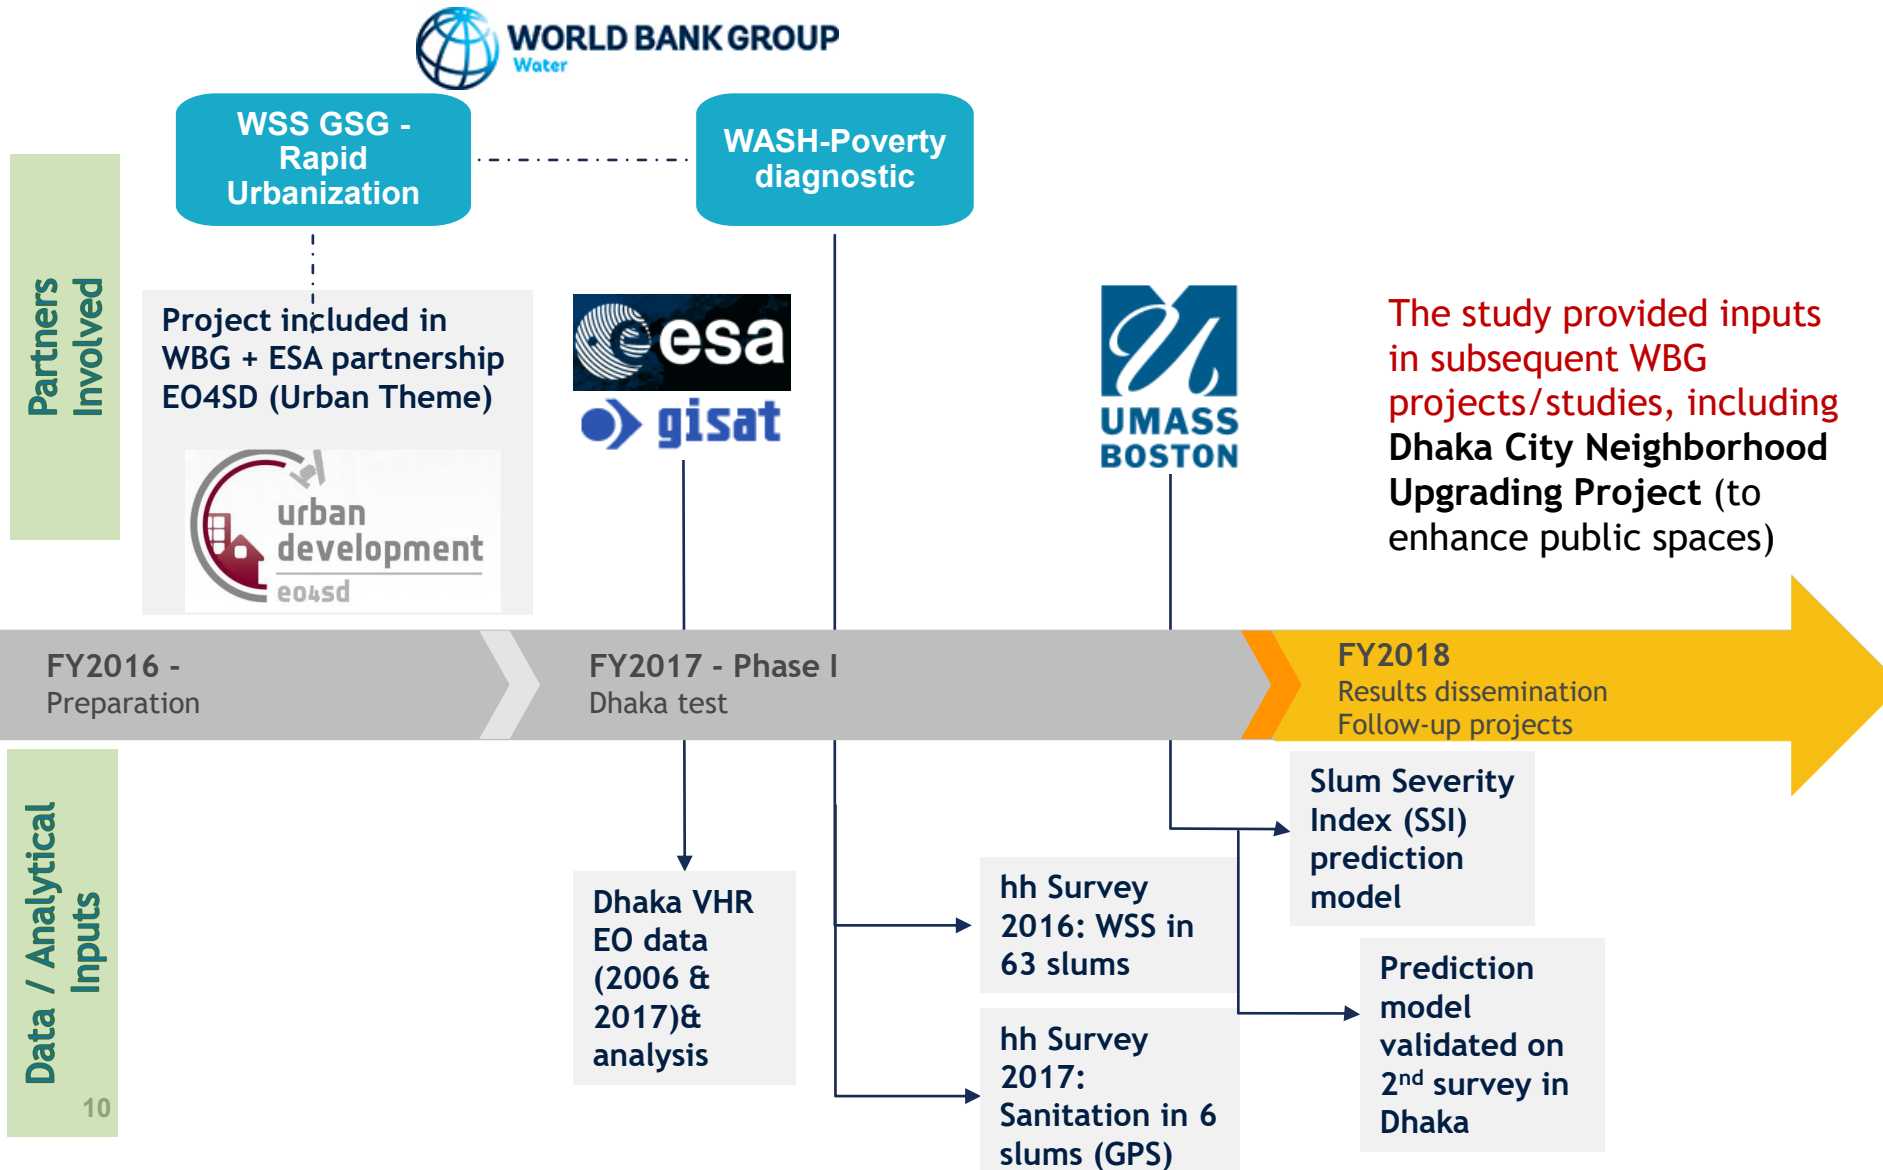 WORLD BANK GROUP
Water
WSS GSG -
Rapid
Urbanization
WASH-Poverty
diagnostic
Partners
Involved
Project included in
WBG + ESA partnership
EO4SD (Urban Theme)
urban
development
eo4sd
esa
gisat
UMASS
BOSTON
The study provided inputs
in subsequent WBG
projects/studies, including
Dhaka City Neighborhood
Upgrading Project (to
enhance public spaces)
FY2016 -
Preparation
FY2017 - Phase I
Dhaka test
FY2018
Results dissemination
Follow-up projects
Data / Analytical
Inputs
Dhaka VHR
EO data
(2006 &
2017)&
analysis
hh Survey
2016: WSS in
63 slums
hh Survey
2017:
Sanitation in 6
slums (GPS)
Slum Severity
Index (SSI)
prediction
model
Prediction
model
validated on
2nd survey in
Dhaka
10